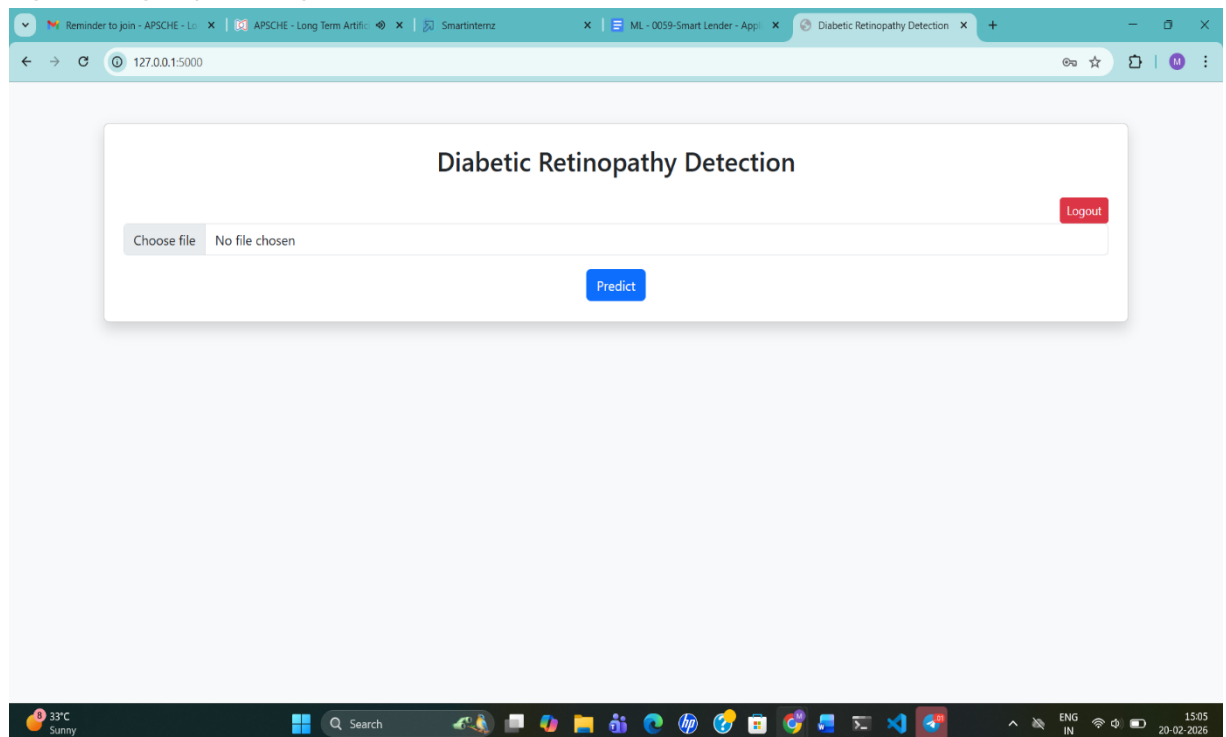 Reminder to join - APSCHE - Lo
APSCHE - Long Term Artific
Smartinternz
ML - 0059-Smart Lender - Appl
Diabetic Retinopathy Detection
127.0.0.1:5000
M
Diabetic Retinopathy Detection
Logout
Choose file No file chosen
Predict
8
33°C
Sunny
Search
hp
ENG
IN
15:05
20-02-2026